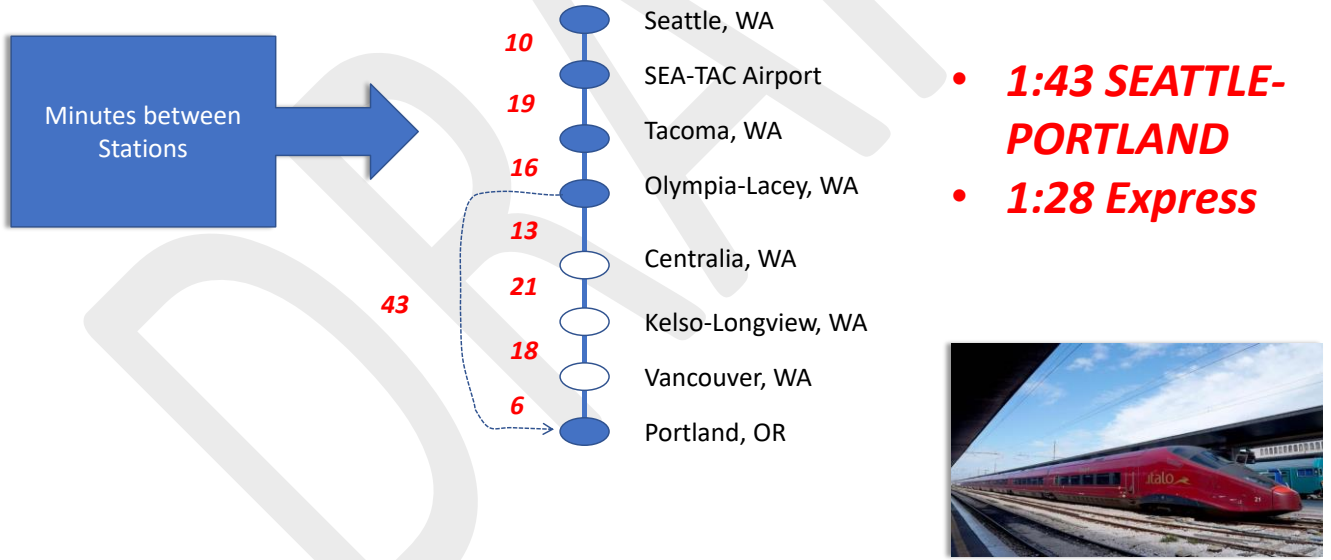 Minutes between
Stations
10
19
16
13
21
18
6
43
Seattle, WA
SEA-TAC Airport
Tacoma, WA
Olympia-Lacey, WA
Centralia, WA
Kelso-Longview, WA
Vancouver, WA
Portland, OR
• 1:43 SEATTLE-
PORTLAND
• 1:28 Express
DRA
italo
21